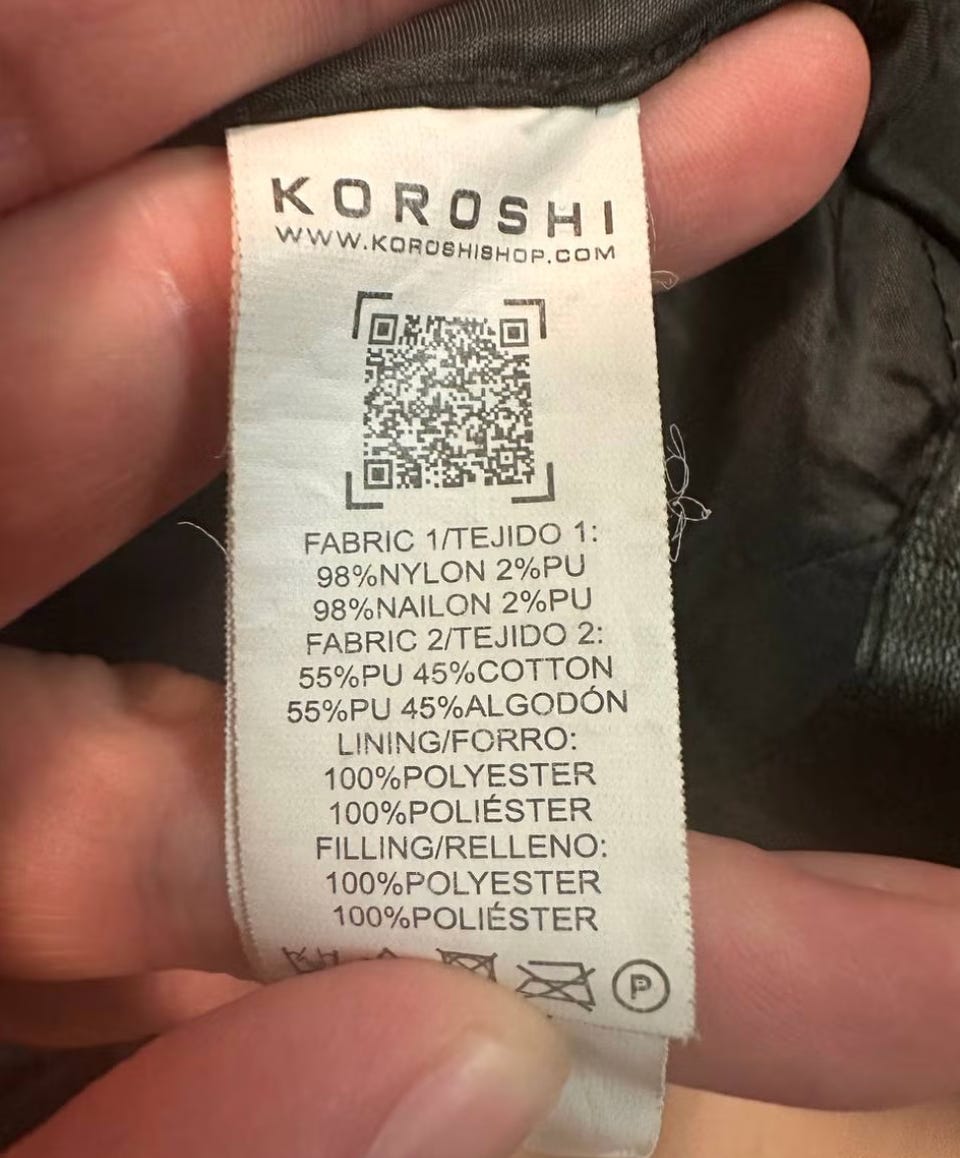 KOROSHI
WWW.KOROSHISHOP.COM
FABRIC 1/TEJIDO 1:
98%NYLON 2%PU
98%NAILON 2%PU
FABRIC 2/TEJIDO 2:
55%PU 45%COTTON
55%PU 45%ALGODÓN
LINING/FORRO:
100%POLYESTER
100%POLIÉSTER
FILLING/RELLENO:
100%POLYESTER
100%POLIÉSTER
P